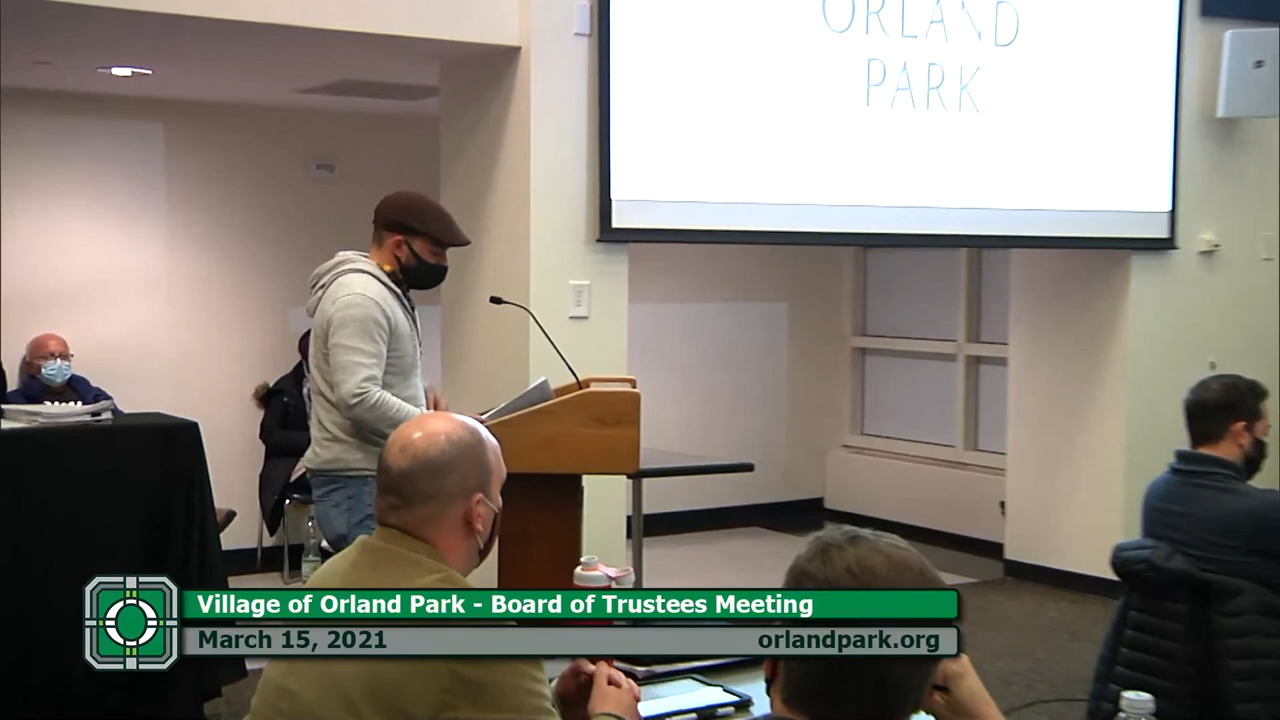 ORLAND
PARK
Village of Orland Park - Board of Trustees Meeting
March 15, 2021
orlandpark.org